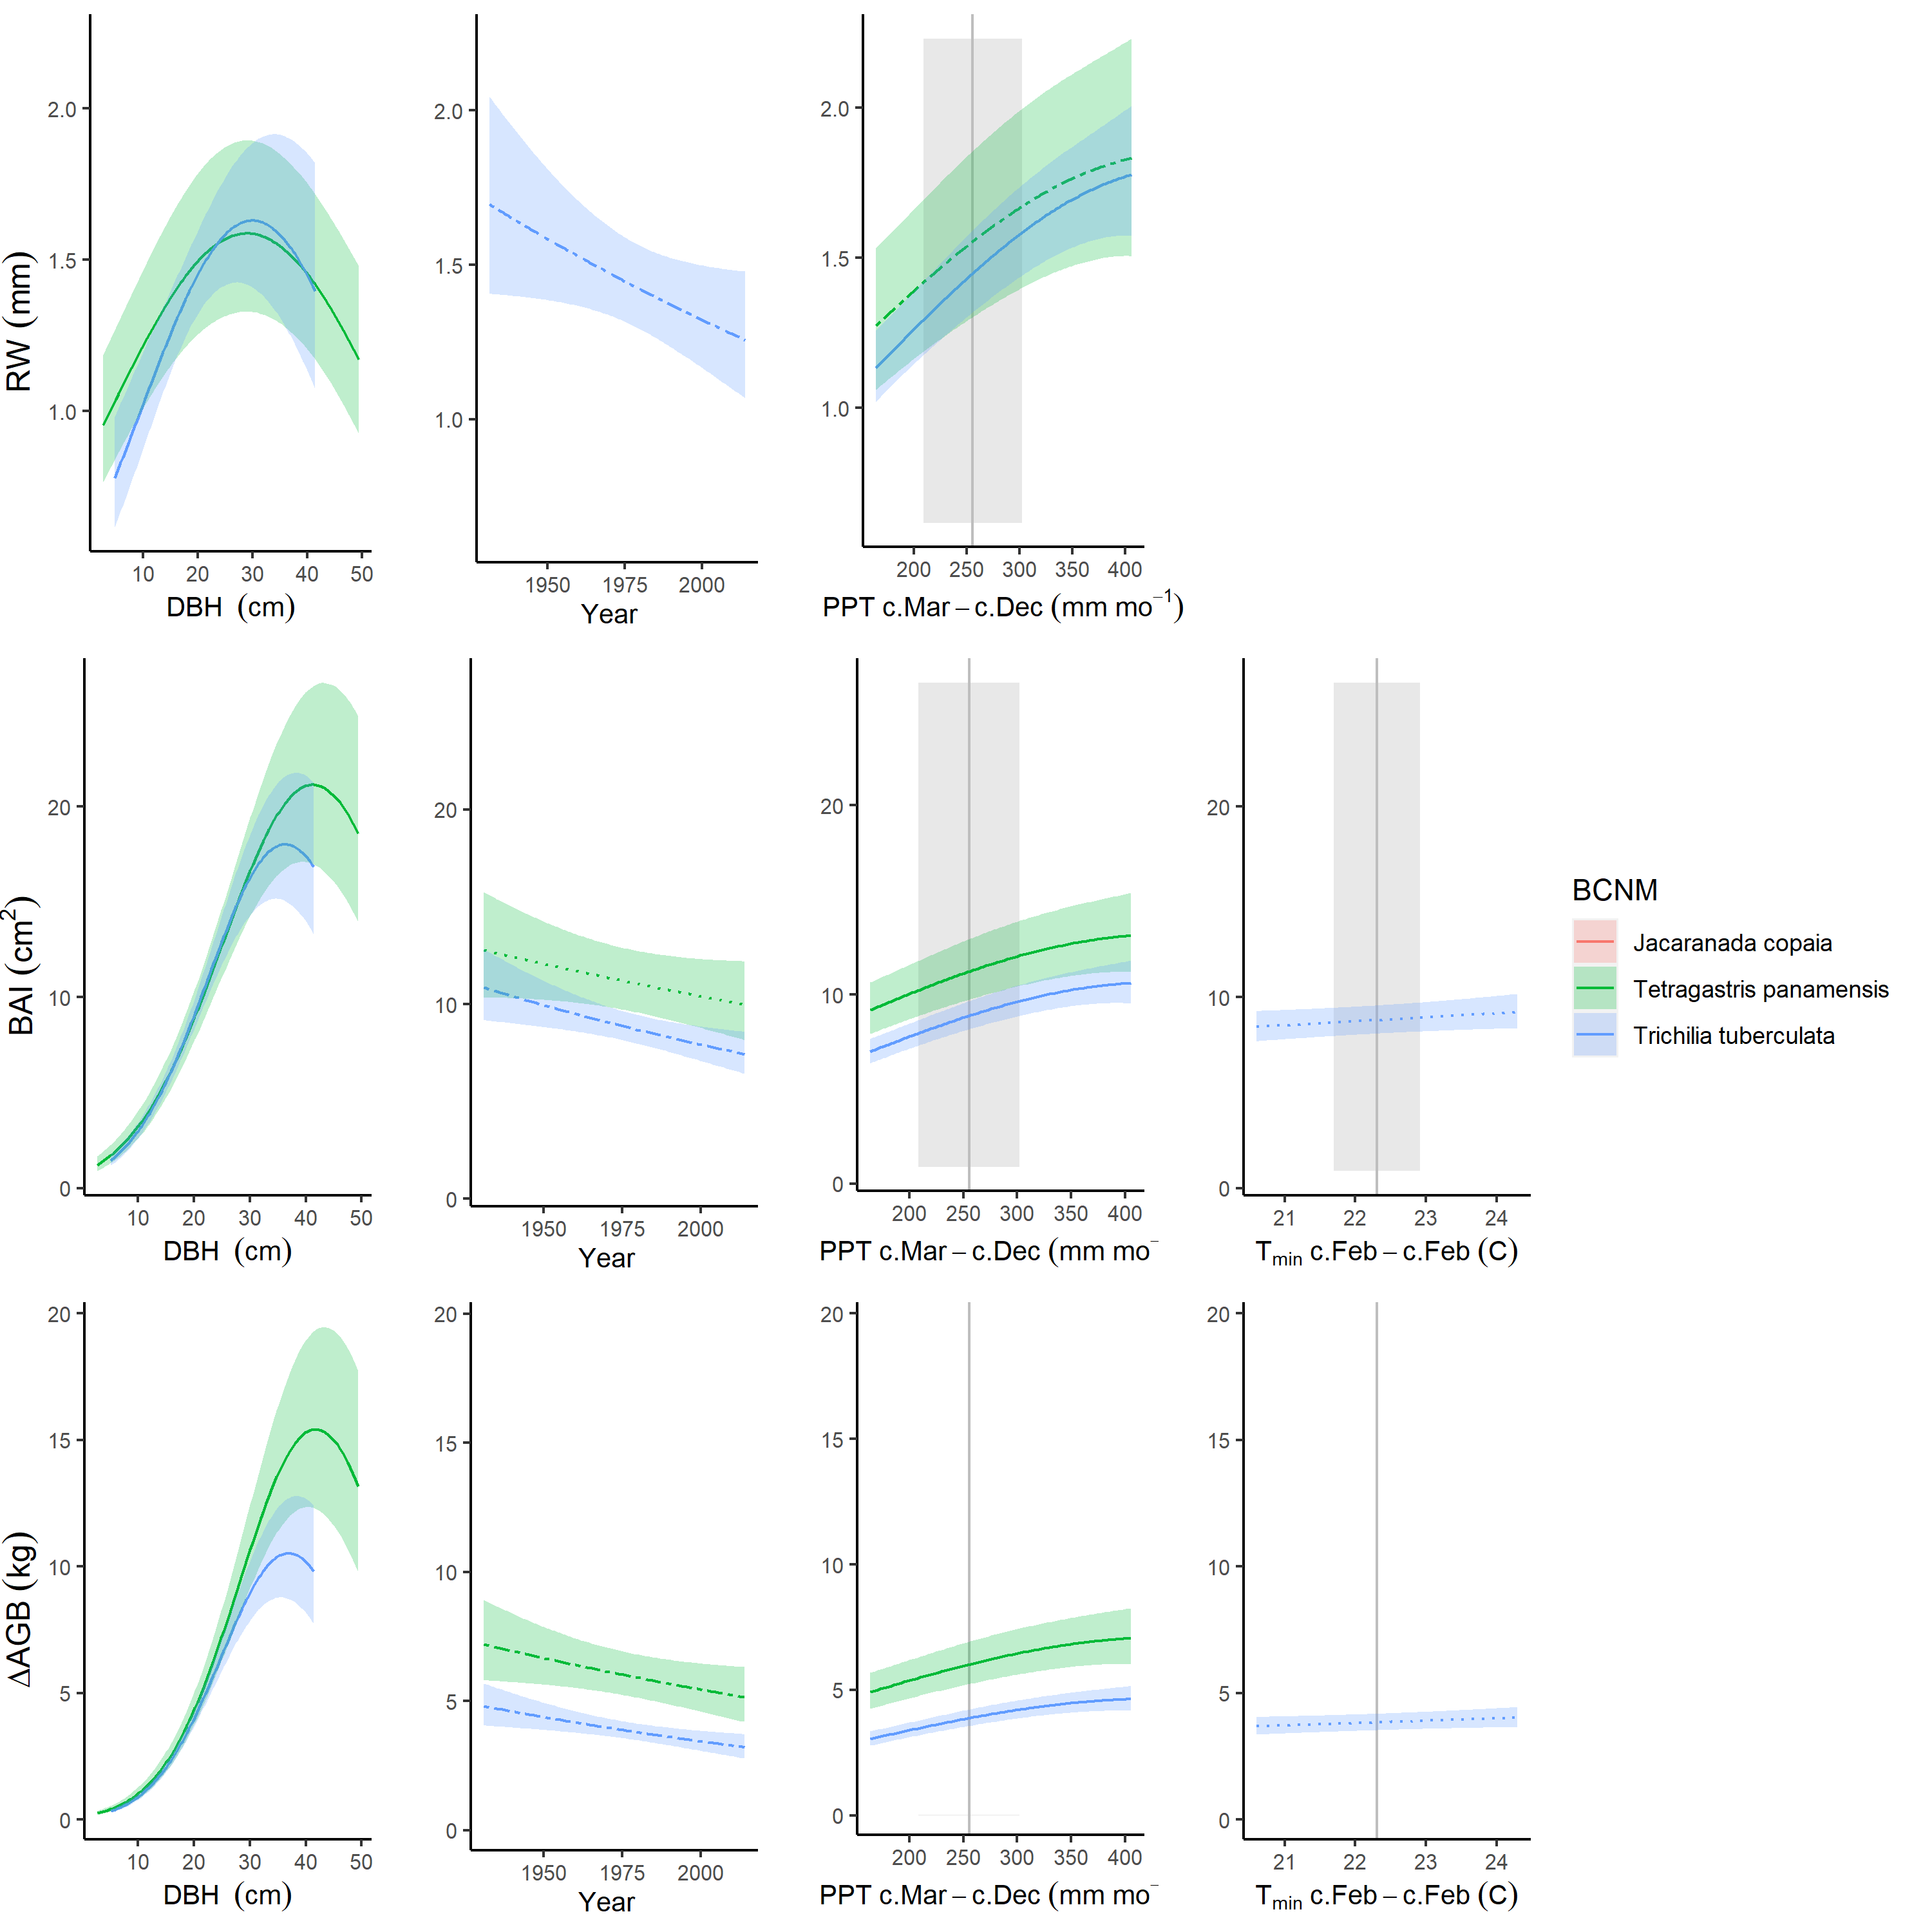 RW (mm)
2.0
1.5
1.0
10 20 30 40 50
DBH (cm)
2.0
1.5
1.0
1950 1975 2000
Year
2.0
1.5
1.0
200 250 300 350 400
PPT c.Mar – c.Dec (mm mo⁻¹)
BAI (cm²)
20
10
0
10 20 30 40 50
DBH (cm)
20
10
0
1950 1975 2000
Year
20
10
0
200 250 300 350 400
PPT c.Mar – c.Dec (mm mo⁻
20
10
0
21 22 23 24
Tmin c.Feb – c.Feb (C)
BCNM
Jacaranada copaia
Tetragastris panamensis
Trichilia tuberculata
ΔAGB (kg)
20
15
10
5
0
10 20 30 40 50
DBH (cm)
20
15
10
5
0
1950 1975 2000
Year
20
15
10
5
0
200 250 300 350 400
PPT c.Mar – c.Dec (mm mo⁻
20
15
10
5
0
21 22 23 24
Tmin c.Feb – c.Feb (C)